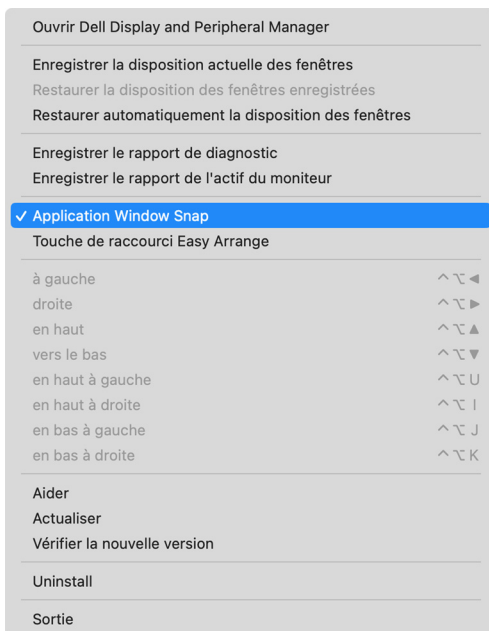 Ouvrir Dell Display and Peripheral Manager
Enregistrer la disposition actuelle des fenêtres
Restaurer la disposition des fenêtres enregistrées
Restaurer automatiquement la disposition des fenêtres
Enregistrer le rapport de diagnostic
Enregistrer le rapport de l'actif du moniteur
✓ Application Window Snap
Touche de raccourci Easy Arrange
à gauche ^⌥◀
droite ^⌥▶
en haut ^⌥▲
vers le bas ^⌥▼
en haut à gauche ^⌥U
en haut à droite ^⌥I
en bas à gauche ^⌥J
en bas à droite ^⌥K
Aider
Actualiser
Vérifier la nouvelle version
Uninstall
Sortie